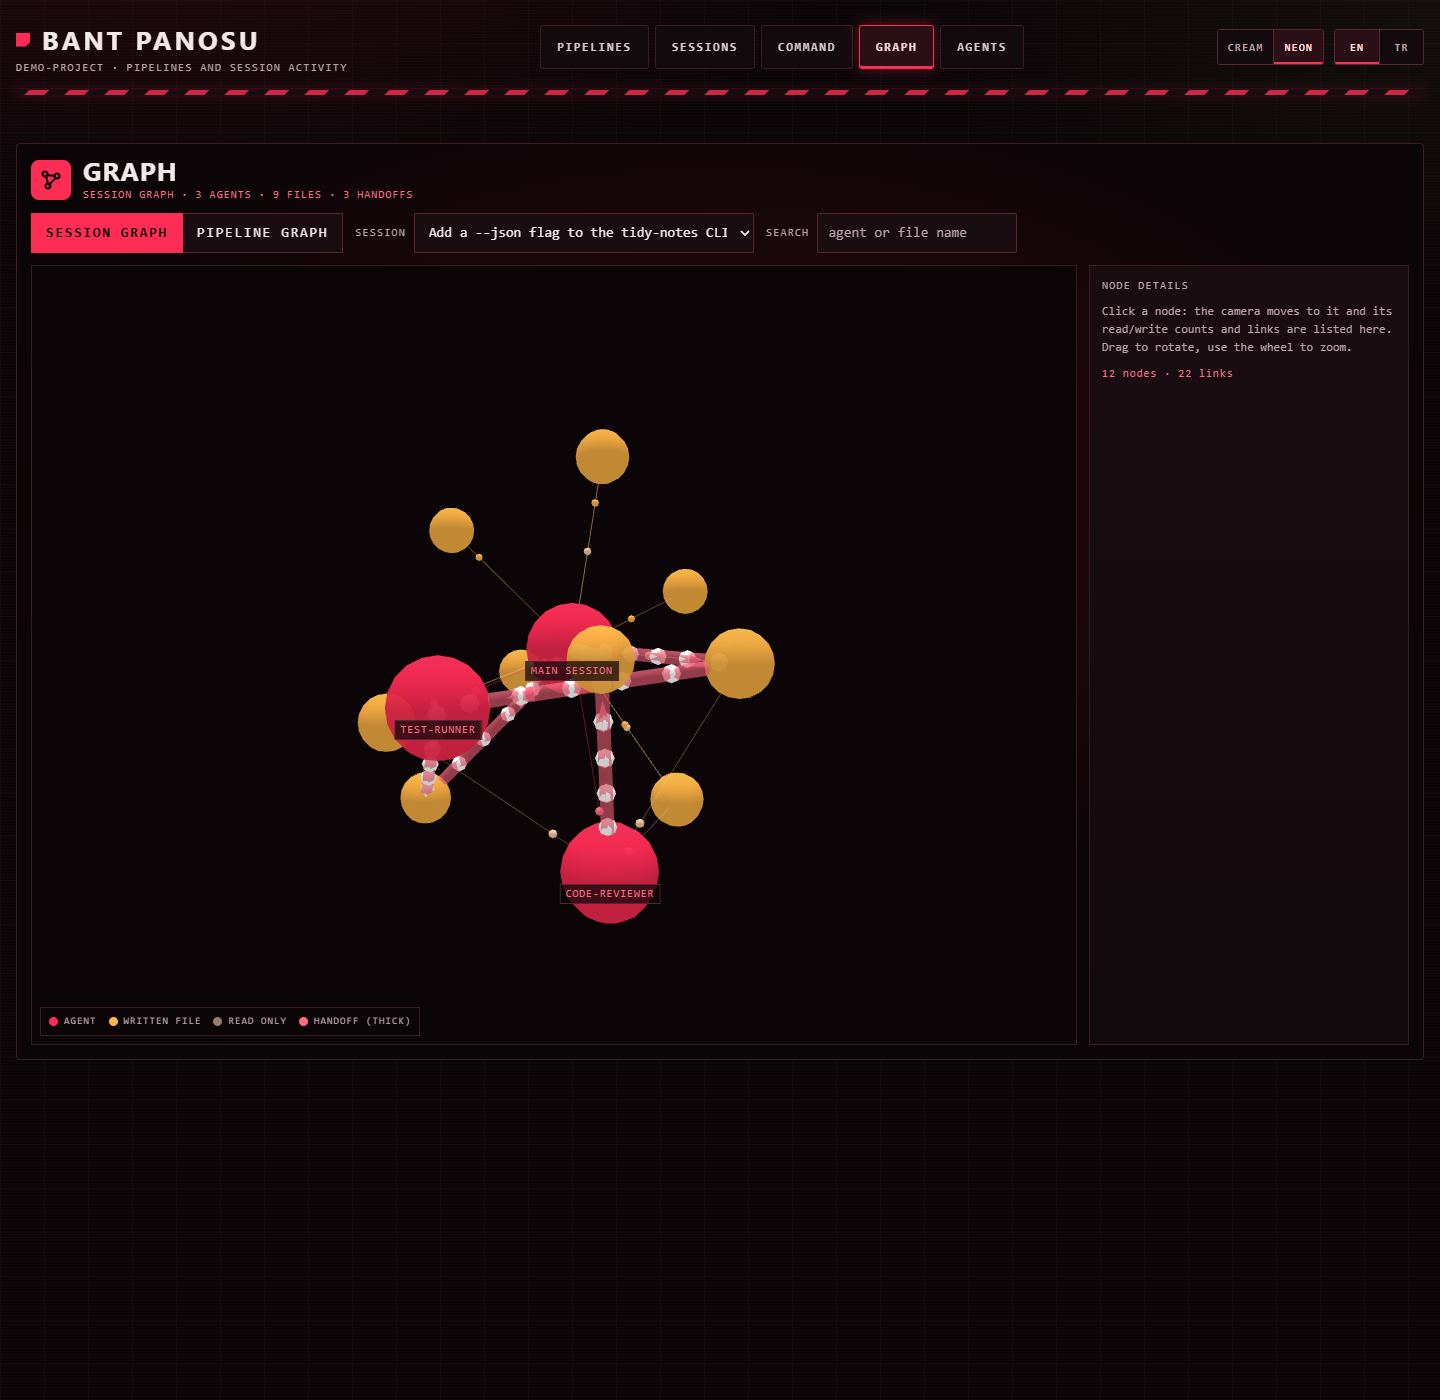 BANT PANOSU
DEMO-PROJECT · PIPELINES AND SESSION ACTIVITY
PIPELINES
SESSIONS
COMMAND
GRAPH
AGENTS
CREAM
NEON
EN
TR
GRAPH
SESSION GRAPH · 3 AGENTS · 9 FILES · 3 HANDOFFS
SESSION GRAPH
PIPELINE GRAPH
SESSION
Add a --json flag to the tidy-notes CLI
SEARCH
agent or file name
MAIN SESSION
TEST-RUNNER
CODE-REVIEWER
AGENT
WRITTEN FILE
READ ONLY
HANDOFF (THICK)
NODE DETAILS
Click a node: the camera moves to it and its
read/write counts and links are listed here.
Drag to rotate, use the wheel to zoom.
12 nodes · 22 links